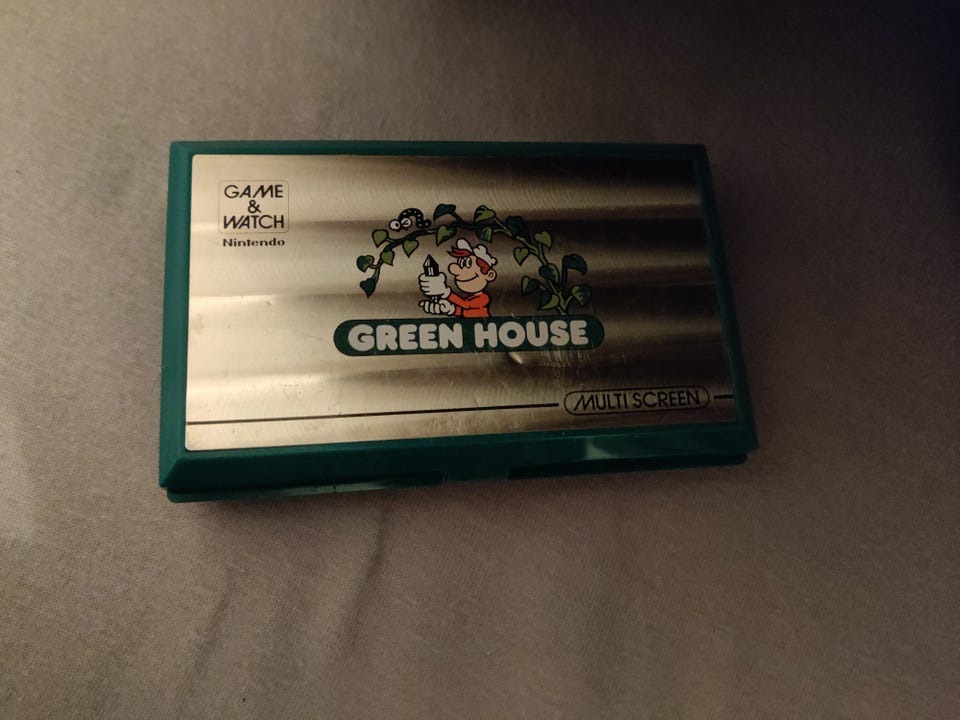 GAME
&
WATCH
Nintendo
GREEN HOUSE
MULTI SCREEN